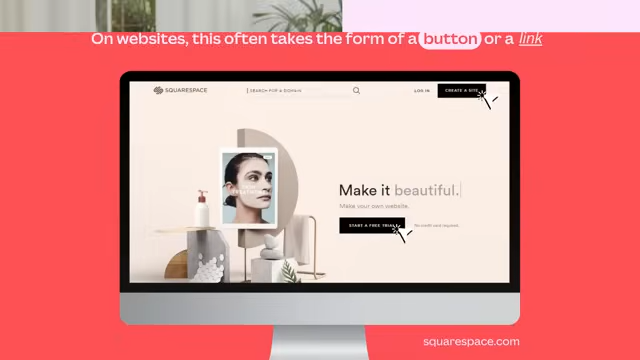 On websites, this often takes the form of a button or a link
SQUARESPACE
SEARCH FOR A DOMAIN
LOG IN
CREATE A SITE
Make it beautiful.
Make your own website.
START A FREE TRIAL
No credit card required.
squarespace.com